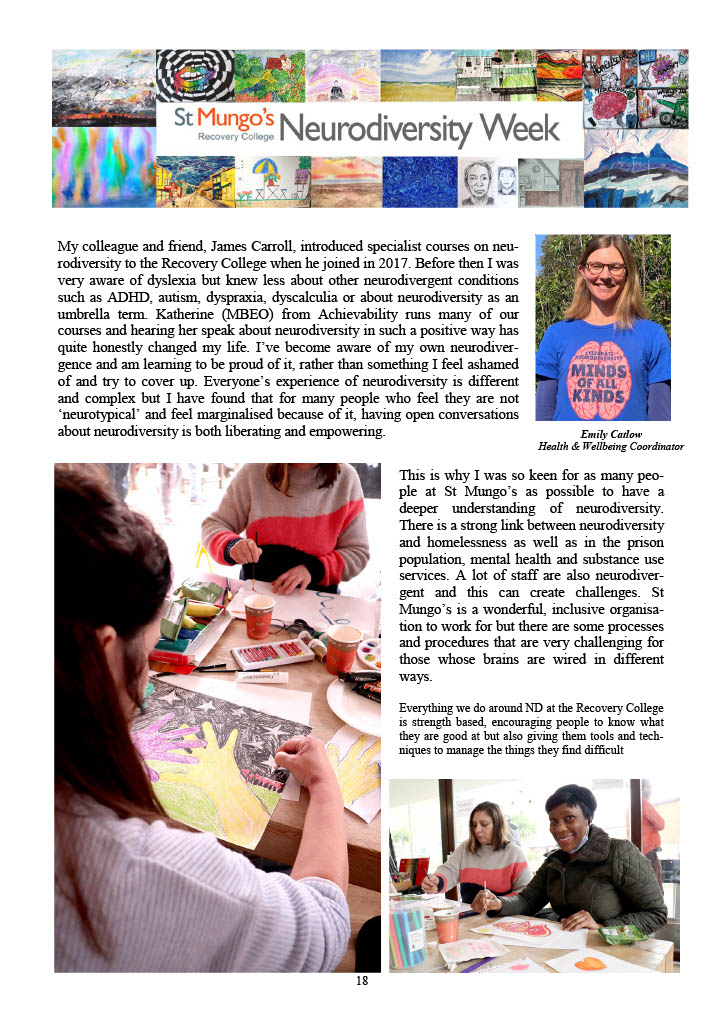 St Mungo's
Recovery College
Neurodiversity Week
My colleague and friend, James Carroll, introduced specialist courses on neu-
rodiversity to the Recovery College when he joined in 2017. Before then I was
very aware of dyslexia but knew less about other neurodivergent conditions
such as ADHD, autism, dyspraxia, dyscalculia or about neurodiversity as an
umbrella term. Katherine (MBEO) from Achievability runs many of our
courses and hearing her speak about neurodiversity in such a positive way has
quite honestly changed my life. I’ve become aware of my own neurodiver-
gence and am learning to be proud of it, rather than something I feel ashamed
of and try to cover up. Everyone’s experience of neurodiversity is different
and complex but I have found that for many people who feel they are not
‘neurotypical’ and feel marginalised because of it, having open conversations
about neurodiversity is both liberating and empowering.
CELEBRATE
NEURODIVERSITY
MINDS
OF ALL
KINDS
Emily Catlow
Health & Wellbeing Coordinator
This is why I was so keen for as many peo-
ple at St Mungo’s as possible to have a
deeper understanding of neurodiversity.
There is a strong link between neurodiversity
and homelessness as well as in the prison
population, mental health and substance use
services. A lot of staff are also neurodiver-
gent and this can create challenges. St
Mungo’s is a wonderful, inclusive organisa-
tion to work for but there are some processes
and procedures that are very challenging for
those whose brains are wired in different
ways.
Everything we do around ND at the Recovery College
is strength based, encouraging people to know what
they are good at but also giving them tools and tech-
niques to manage the things they find difficult
18